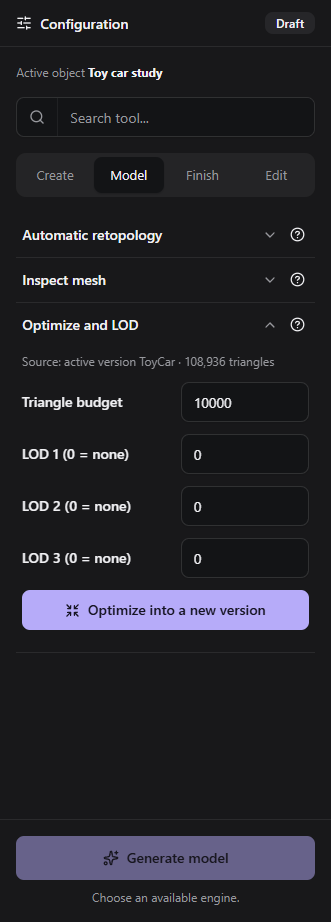 Configuration
Draft
Active object Toy car study
Search tool...
Create Model Finish Edit
Automatic retopology
Inspect mesh
Optimize and LOD
Source: active version ToyCar · 108,936 triangles
Triangle budget 10000
LOD 1 (0 = none) 0
LOD 2 (0 = none) 0
LOD 3 (0 = none) 0
Optimize into a new version
Generate model
Choose an available engine.